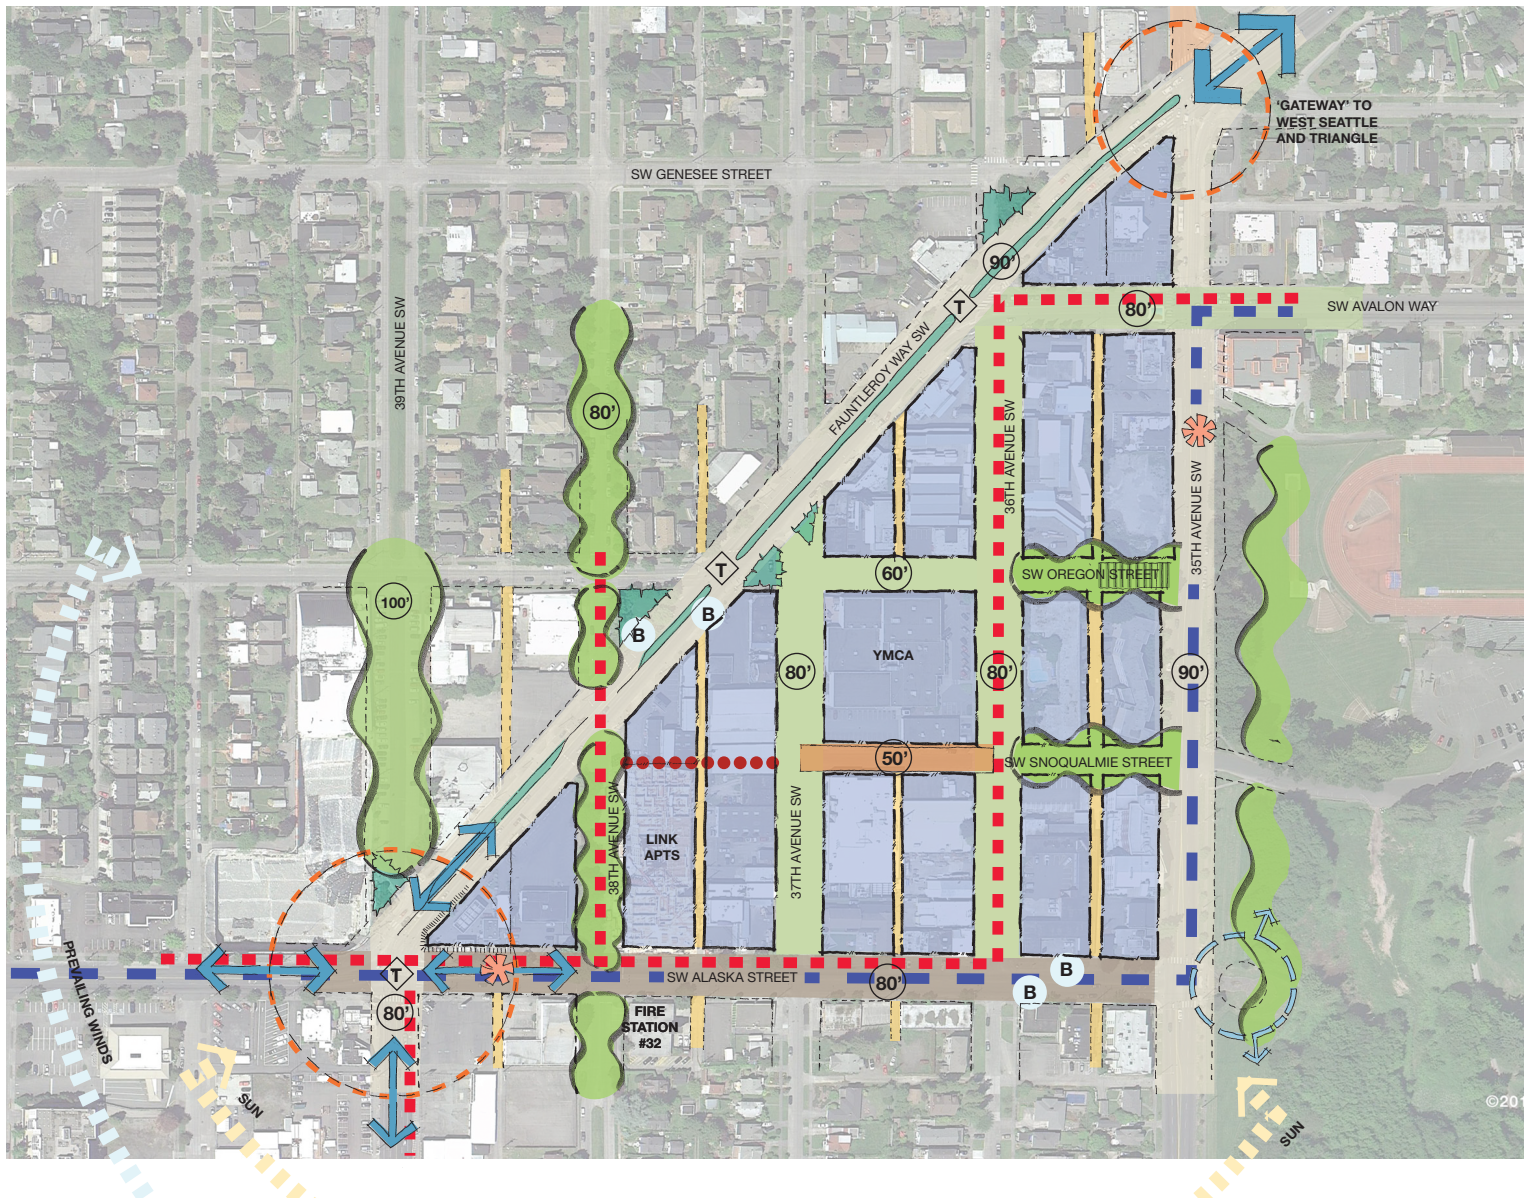 'GATEWAY' TO
WEST SEATTLE
AND TRIANGLE
SW GENESEE STREET
90'
T
80'
SW AVALON WAY
39TH AVENUE SW
FAUNTLEROY WAY SW
80'
36TH AVENUE SW
35TH AVENUE SW
T
60'
SW OREGON STREET
100'
B
B
YMCA
80'
80'
90'
50'
SW SNOQUALMIE STREET
38TH AVENUE SW
LINK
APTS
37TH AVENUE SW
PREVAILING WINDS
T
SW ALASKA STREET
80'
B
B
80'
FIRE
STATION
#32
SUN
SUN
©201